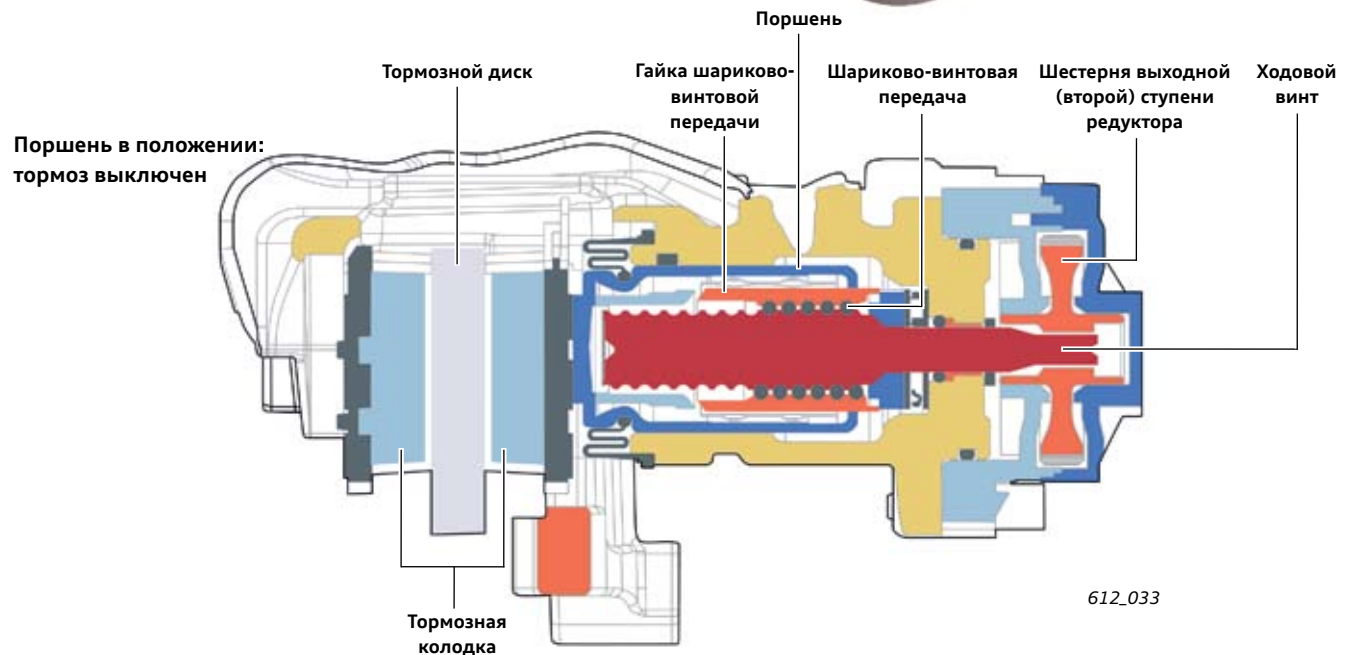 Поршень
Тормозной диск
Гайка шариково-
винтовой
передачи
Шариково-винтовая
передача
Шестерня выходной
(второй) ступени
редуктора
Ходовой
винт
Поршень в положении:
тормоз выключен
612_033
Тормозная
колодка